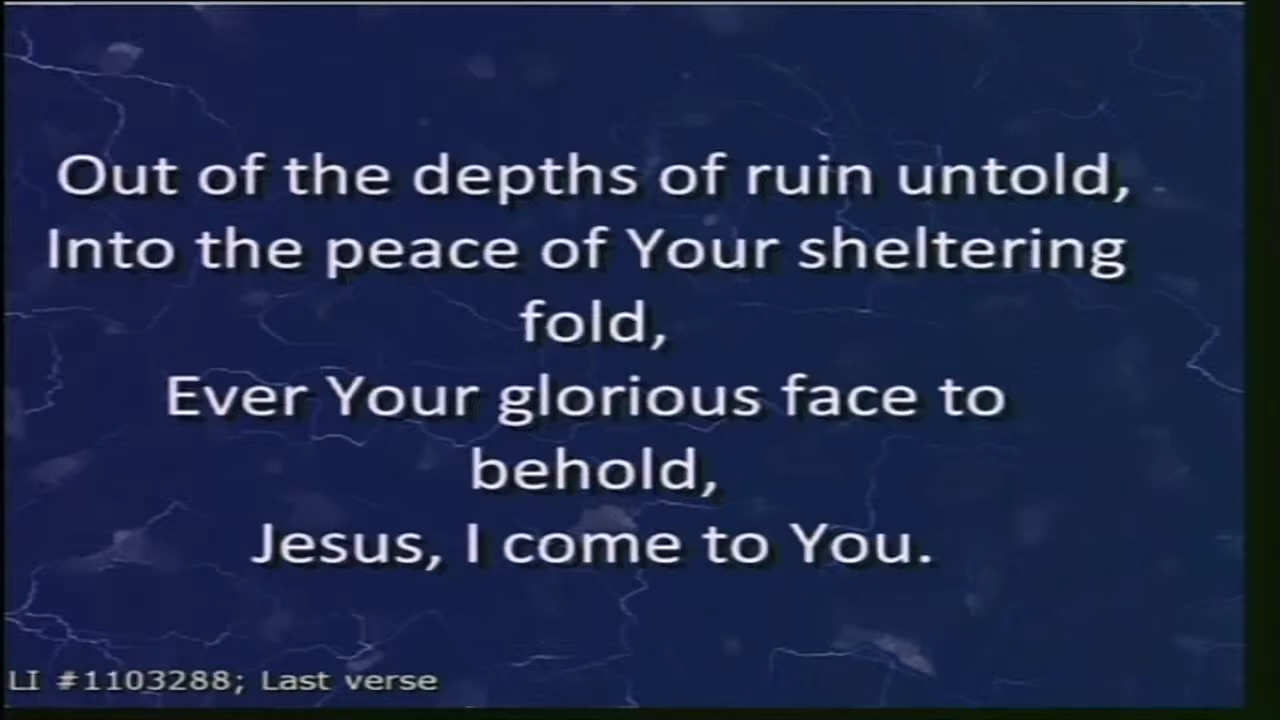 Out of the depths of ruin untold,
Into the peace of Your sheltering
fold,
Ever Your glorious face to
behold,
Jesus, I come to You.
LI #1103288; Last verse